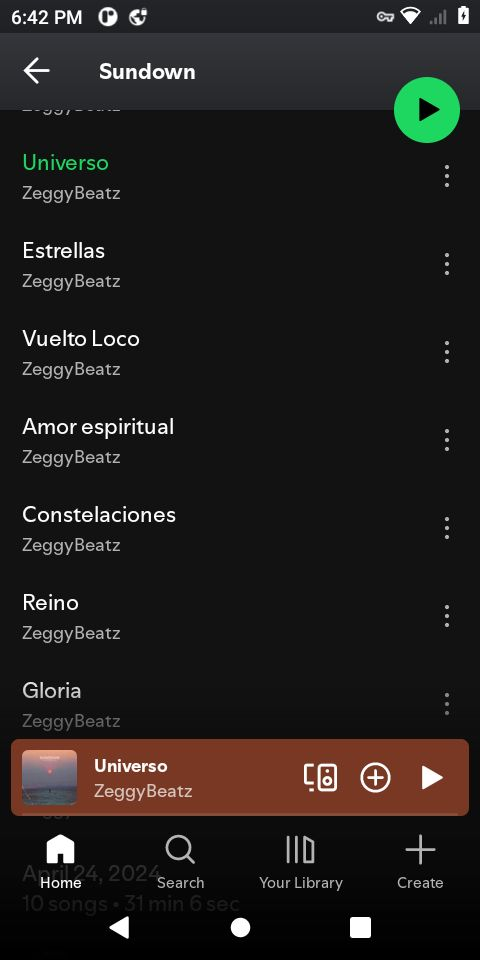 6:42 PM
Sundown
ZeggyBeatz
Universo
ZeggyBeatz
Estrellas
ZeggyBeatz
Vuelto Loco
ZeggyBeatz
Amor espiritual
ZeggyBeatz
Constelaciones
ZeggyBeatz
Reino
ZeggyBeatz
Gloria
ZeggyBeatz
Universo
ZeggyBeatz
April 24, 2024
Home
Search
Your Library
Create
10 songs • 31 min 6 sec